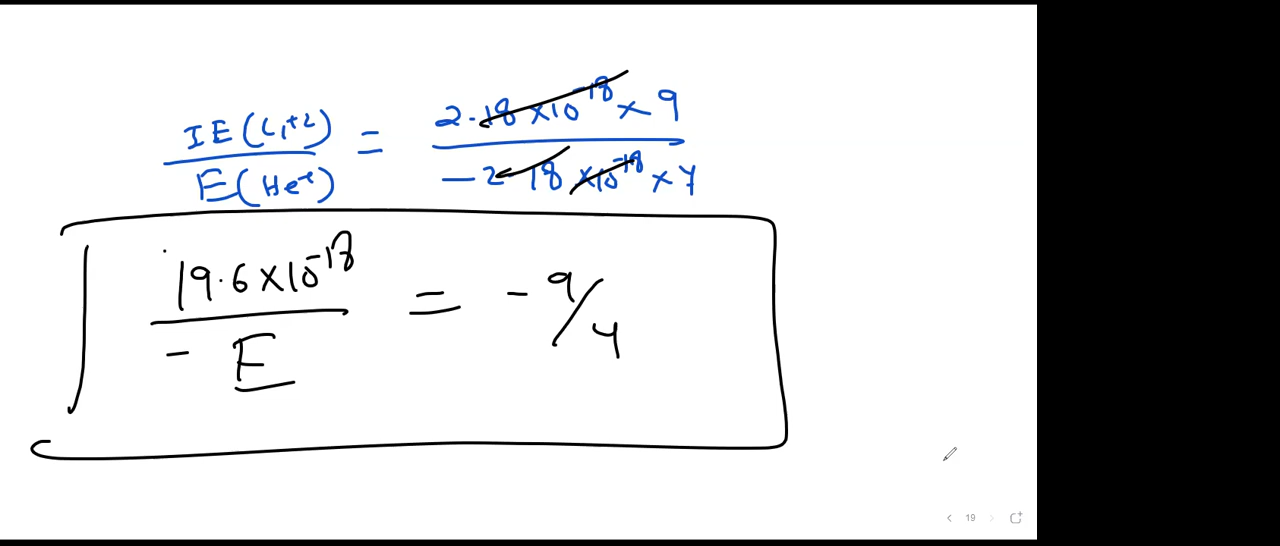 IE(Li+2) / E(He+) = 2.18×10^-18 × 9 / -2.18×10^-18 × 4
19.6×10^-18 / -E = -9/4
19